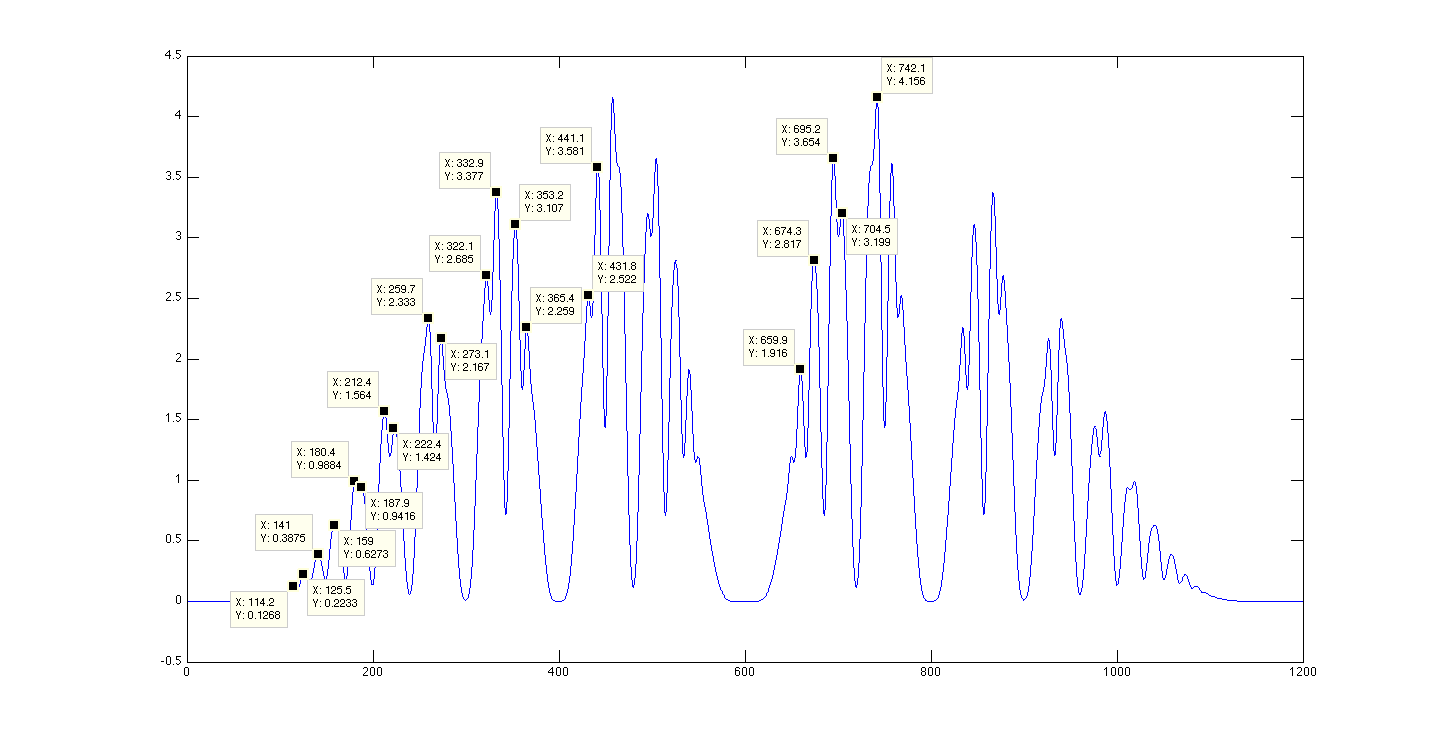 4.5
4
3.5
3
2.5
2
1.5
1
0.5
0
-0.5
0
200
400
600
800
1000
1200
X: 114.2
Y: 0.1268
X: 125.5
Y: 0.2233
X: 141
Y: 0.3875
X: 159
Y: 0.6273
X: 180.4
Y: 0.9884
X: 187.9
Y: 0.9416
X: 212.4
Y: 1.564
X: 222.4
Y: 1.424
X: 259.7
Y: 2.333
X: 273.1
Y: 2.167
X: 322.1
Y: 2.685
X: 332.9
Y: 3.377
X: 353.2
Y: 3.107
X: 365.4
Y: 2.259
X: 431.8
Y: 2.522
X: 441.1
Y: 3.581
X: 659.9
Y: 1.916
X: 674.3
Y: 2.817
X: 695.2
Y: 3.654
X: 704.5
Y: 3.199
X: 742.1
Y: 4.156